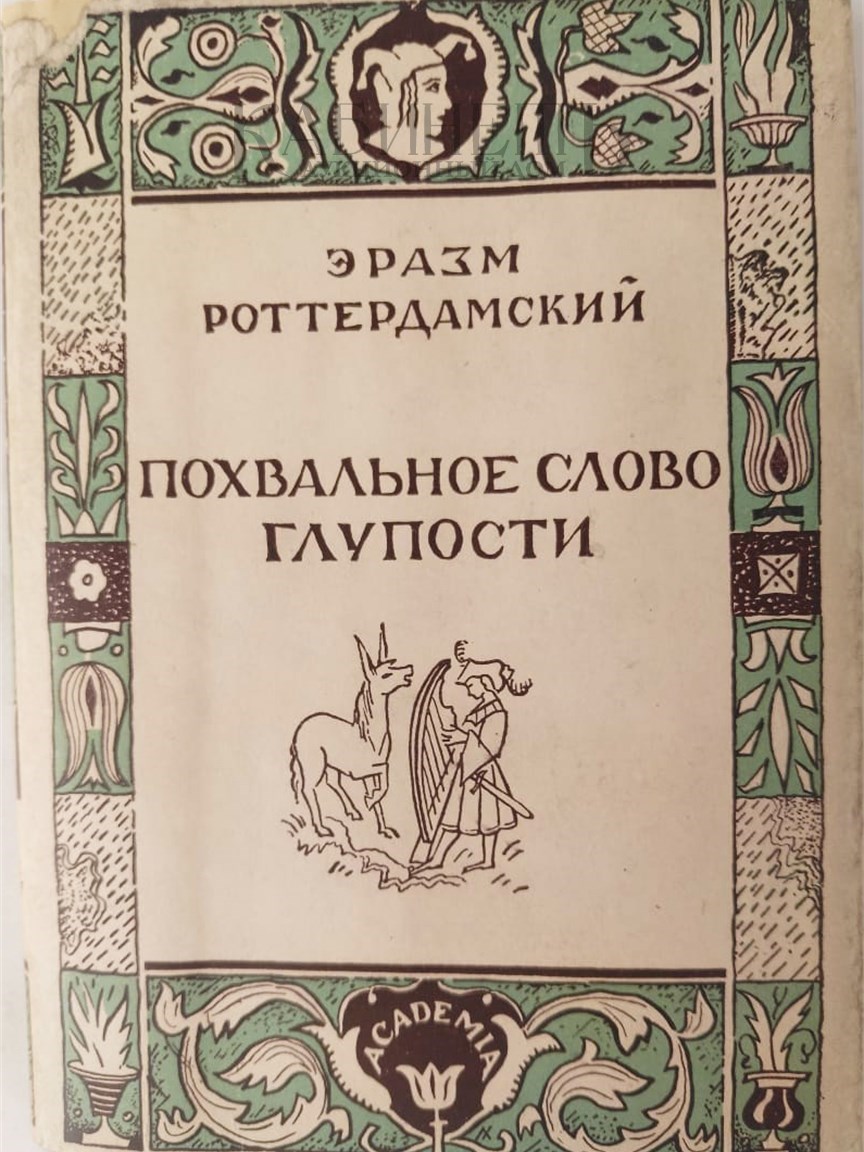 ЭРАЗМ
РОТТЕРДАМСКИЙ
ПОХВАЛЬНОЕ СЛОВО
ГЛУПОСТИ
ACADEMIA